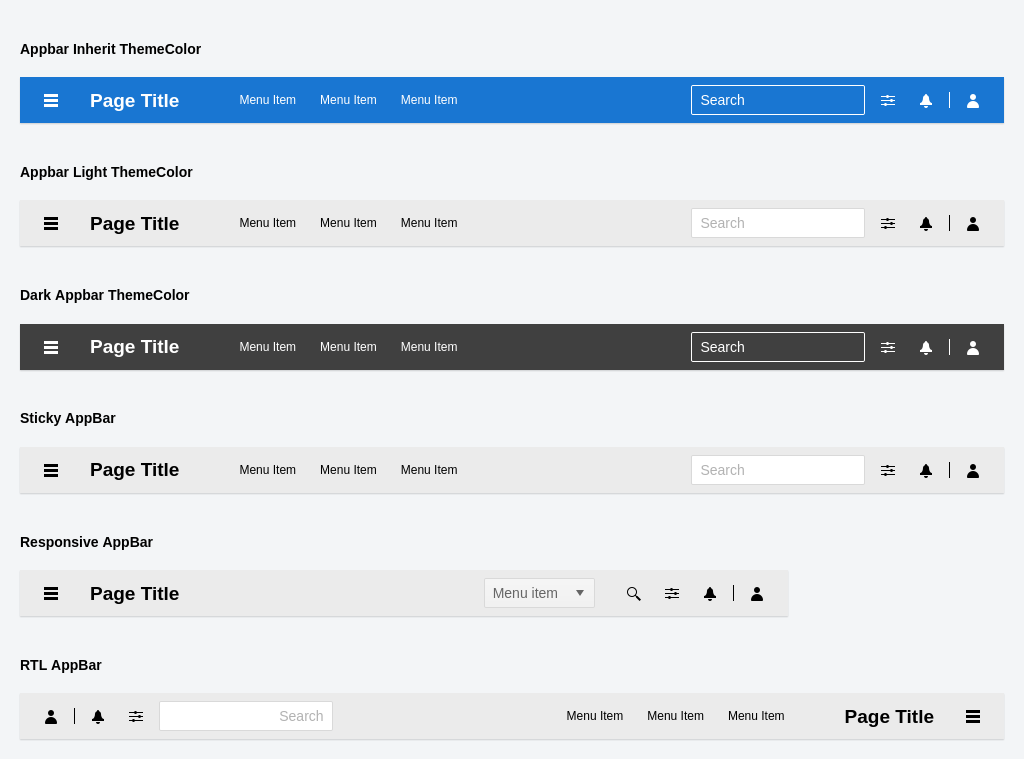 Appbar Inherit ThemeColor
Page Title Menu Item Menu Item Menu Item Search
Appbar Light ThemeColor
Page Title Menu Item Menu Item Menu Item Search
Dark Appbar ThemeColor
Page Title Menu Item Menu Item Menu Item Search
Sticky AppBar
Page Title Menu Item Menu Item Menu Item Search
Responsive AppBar
Page Title Menu item
RTL AppBar
Search Menu Item Menu Item Menu Item Page Title